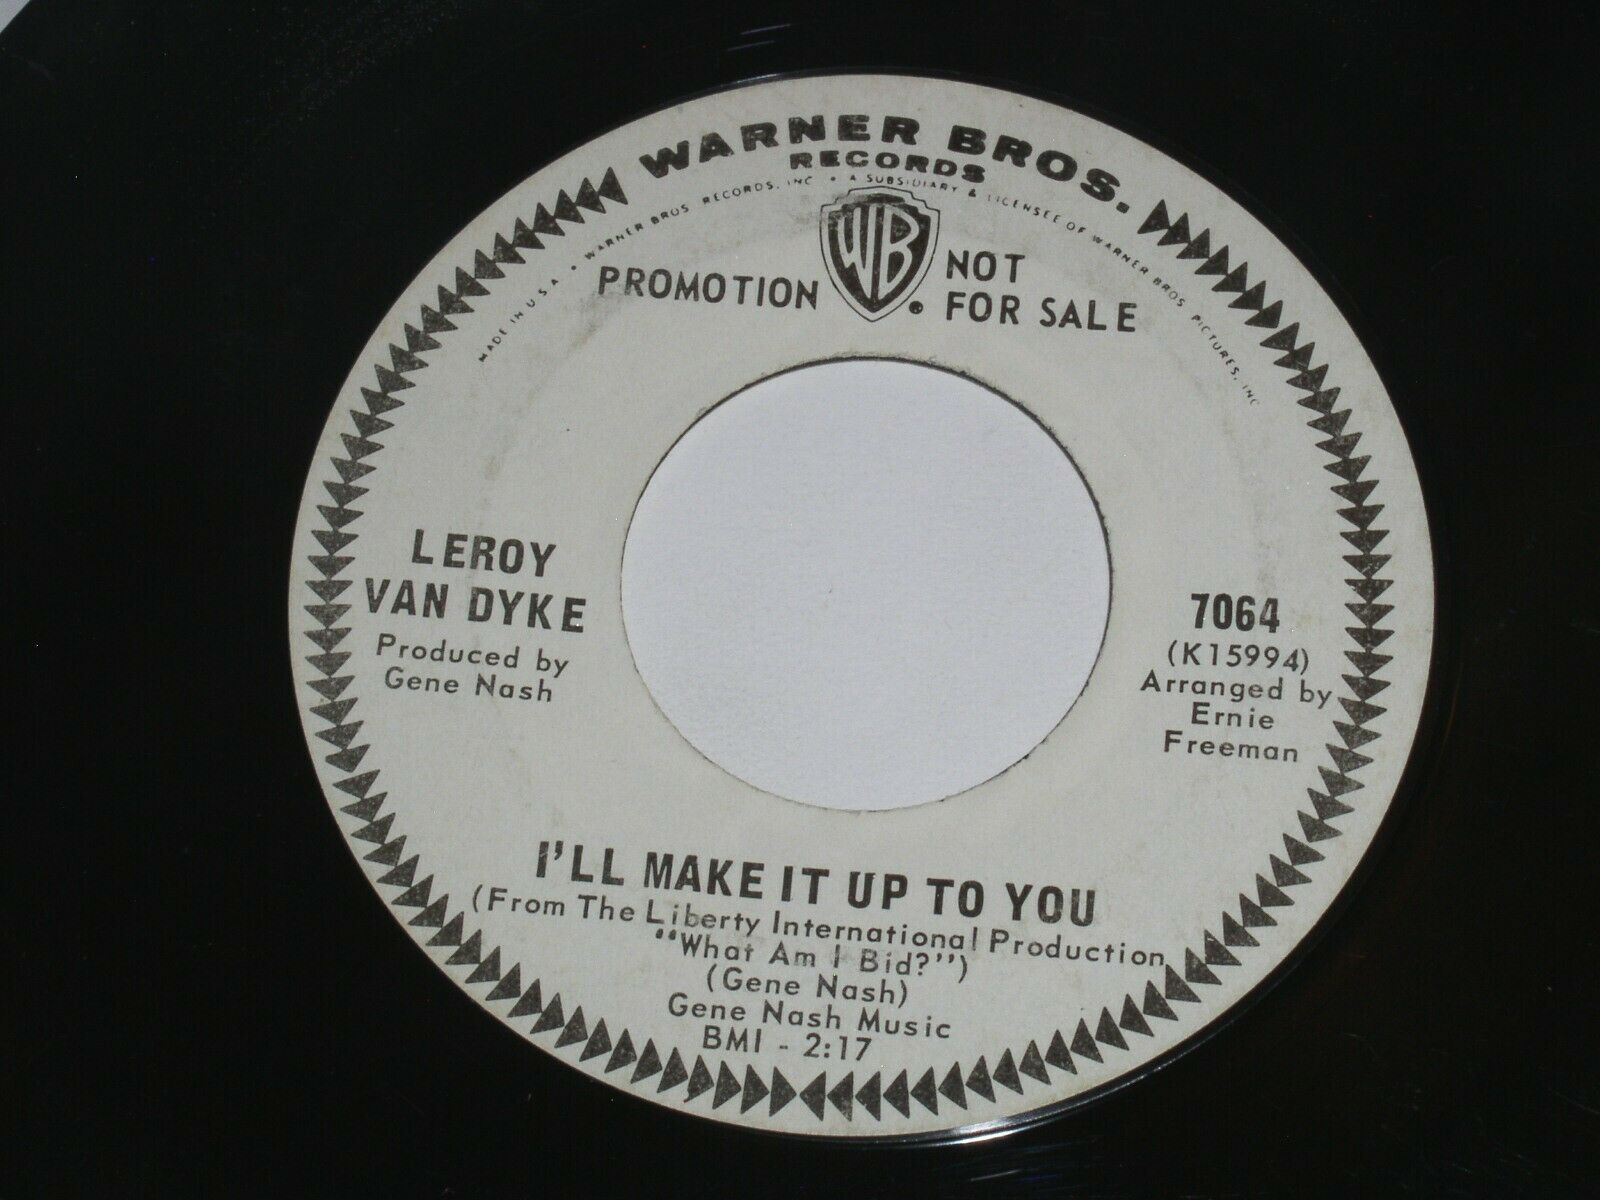 WARNER BROS.
RECORDS
MADE IN U.S.A. • WARNER BROS. RECORDS, INC. • A SUBSIDIARY & LICENSEE OF WARNER BROS. PICTURES, INC.
WB
PROMOTION
NOT
FOR SALE
LEROY
VAN DYKE
Produced by
Gene Nash
7064
(K15994)
Arranged by
Ernie
Freeman
I'LL MAKE IT UP TO YOU
(From The Liberty International Production
"What Am I Bid?")
(Gene Nash)
Gene Nash Music
BMI - 2:17